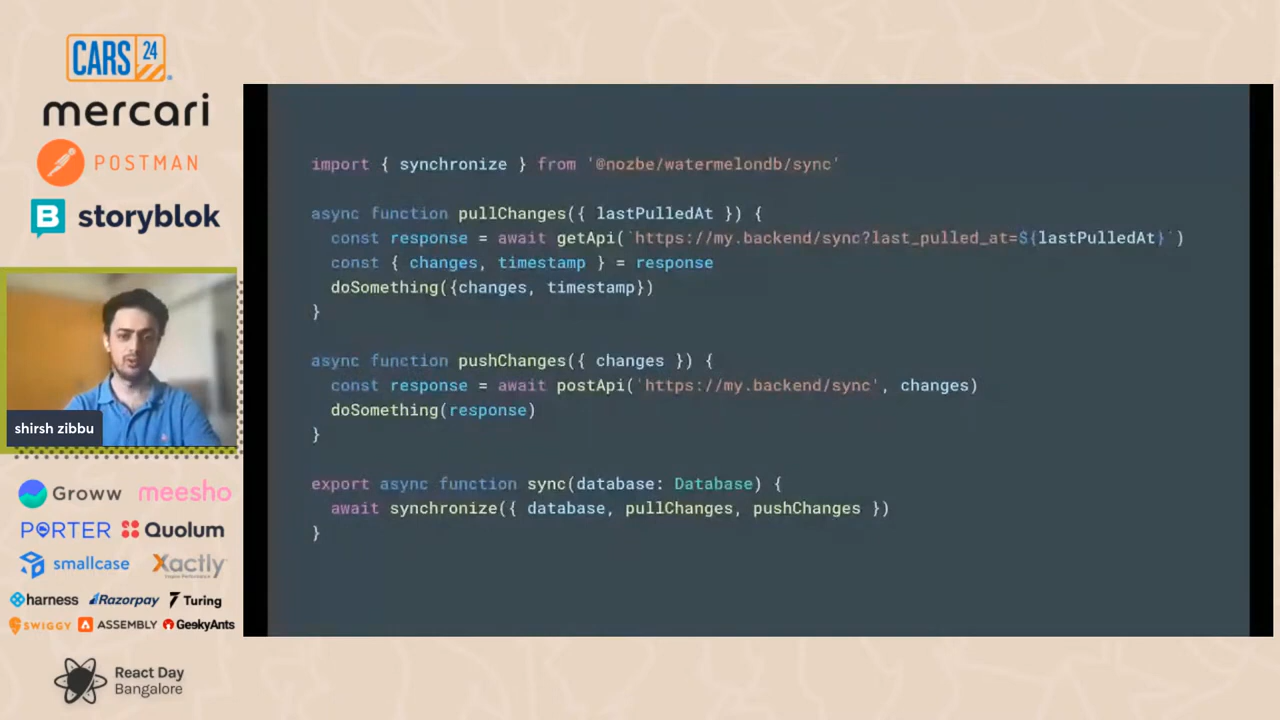 CARS 24
mercari
POSTMAN
storyblok
shirsh zibbu
Groww
meesho
PORTER
Quolum
smallcase
Xactly
harness
Razorpay
Turing
SWIGGY
ASSEMBLY
GeekyAnts
React Day
Bangalore
import { synchronize } from '@nozbe/watermelondb/sync'
async function pullChanges({ lastPulledAt }) {
const response = await getApi(`https://my.backend/sync?last_pulled_at=${lastPulledAt}`)
const { changes, timestamp } = response
doSomething({changes, timestamp})
}
async function pushChanges({ changes }) {
const response = await postApi('https://my.backend/sync', changes)
doSomething(response)
}
export async function sync(database: Database) {
await synchronize({ database, pullChanges, pushChanges })
}